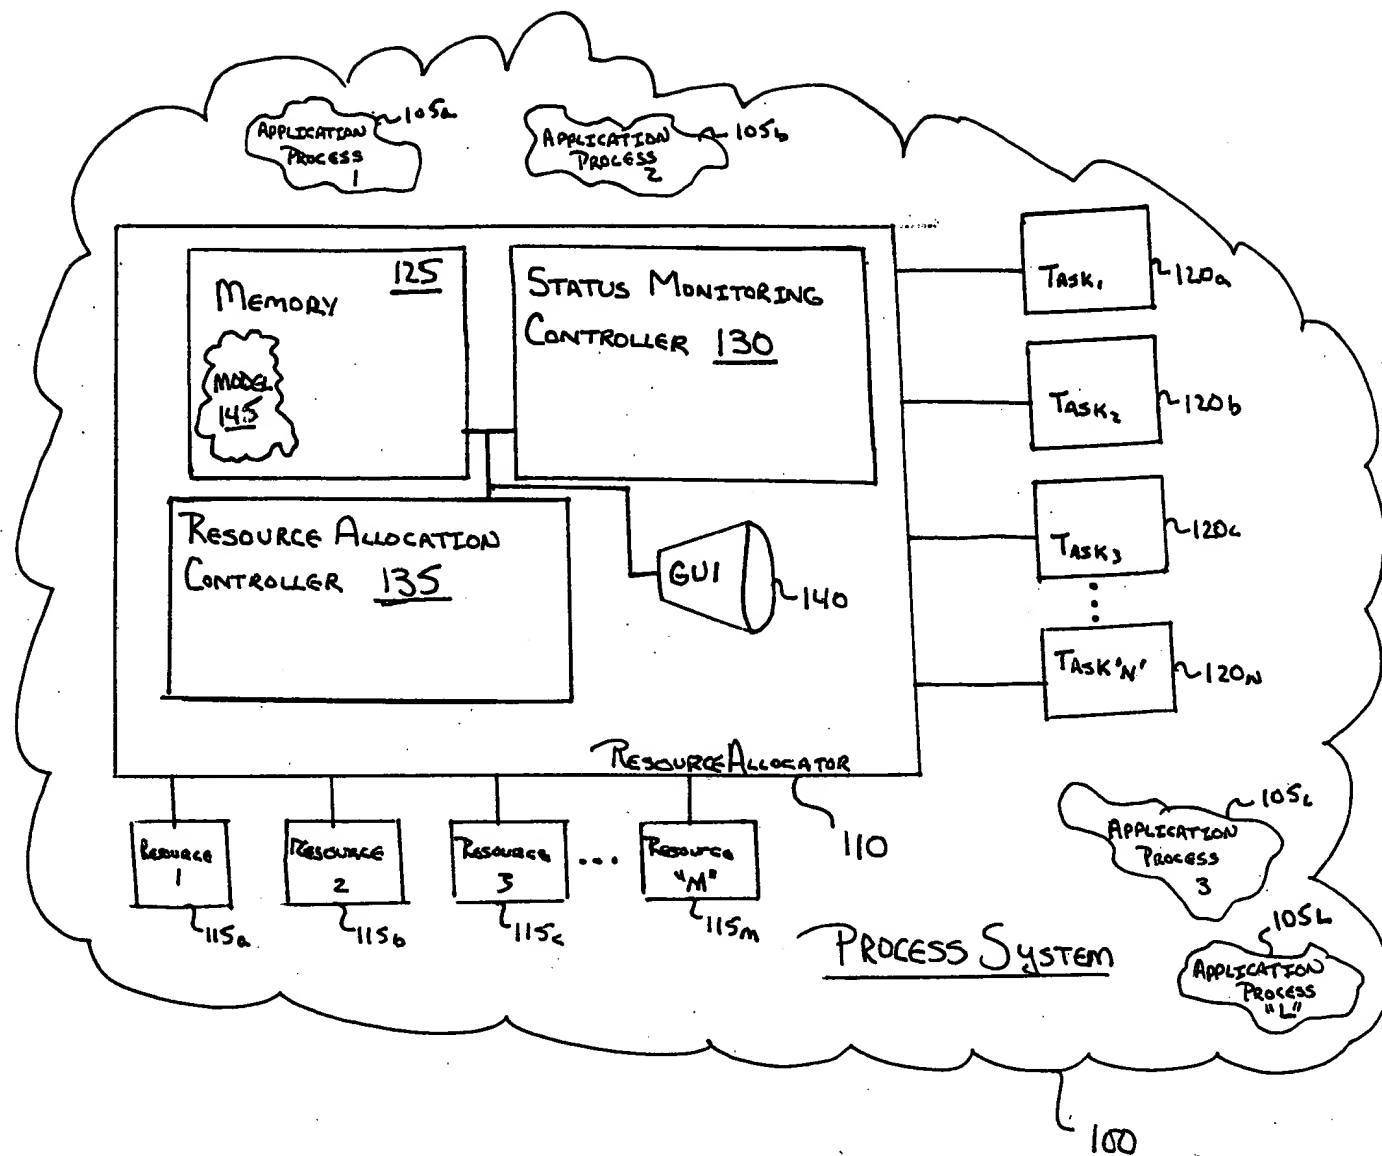 105a
APPLICATION
PROCESS
1
105b
APPLICATION
PROCESS
2
MEMORY 125
MODEL
145
STATUS MONITORING
CONTROLLER 130
TASK1
120a
TASK2
120b
TASK3
120c
TASK'N'
120N
RESOURCE ALLOCATION
CONTROLLER 135
GUI
140
RESOURCE ALLOCATOR
110
RESOURCE
1
115a
RESOURCE
2
115b
RESOURCE
3
115c
...
RESOURCE
"M"
115m
105c
APPLICATION
PROCESS
3
105L
APPLICATION
PROCESS
"L"
PROCESS SYSTEM
100